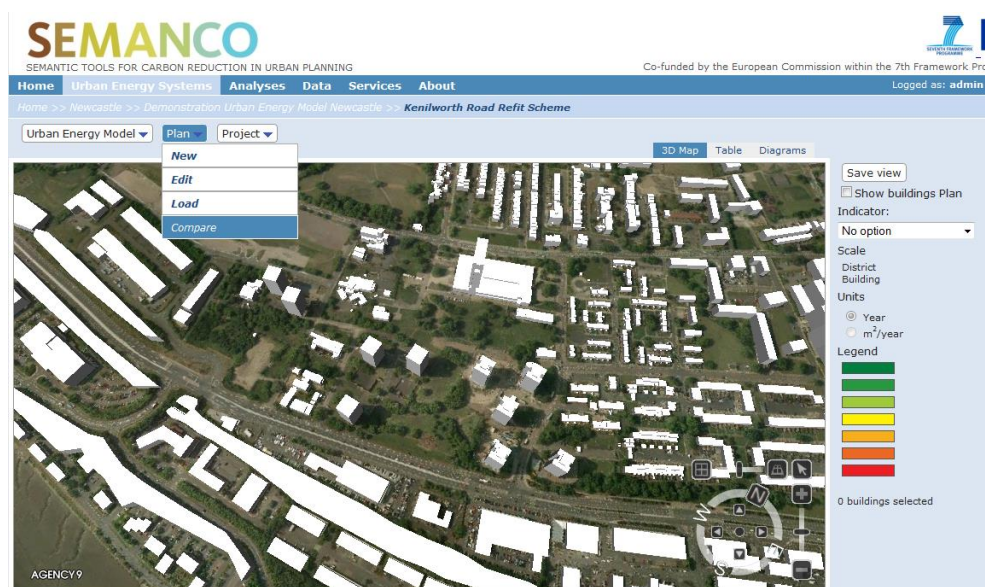 SEMANCO
SEMANTIC TOOLS FOR CARBON REDUCTION IN URBAN PLANNING
SEVENTH FRAMEWORK
PROGRAMME
Co-funded by the European Commission within the 7th Framework Pro
Home Urban Energy Systems Analyses Data Services About
Logged as: admin
Home >> Newcastle >> Demonstration Urban Energy Model Newcastle >> Kenilworth Road Refit Scheme
Urban Energy Model Plan Project
New
Edit
Load
Compare
3D Map Table Diagrams
Save view
Show buildings Plan
Indicator:
No option
Scale
District
Building
Units
Year
m²/year
Legend
0 buildings selected
N
W
S
AGENCY9